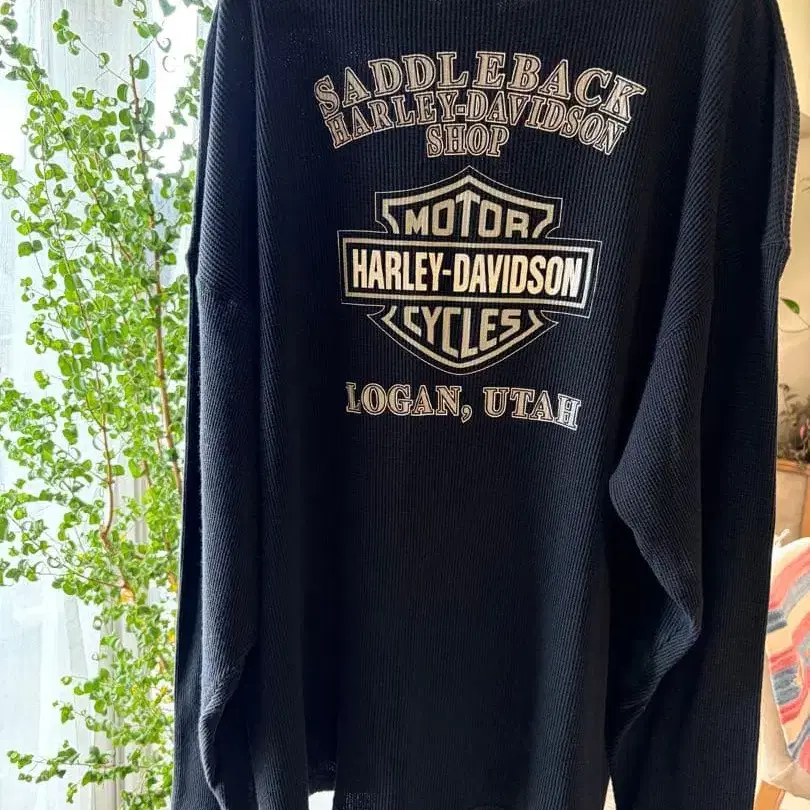 SADDLEBACK
HARLEY-DAVIDSON
SHOP
MOTOR
HARLEY-DAVIDSON
CYCLES
LOGAN, UTAH